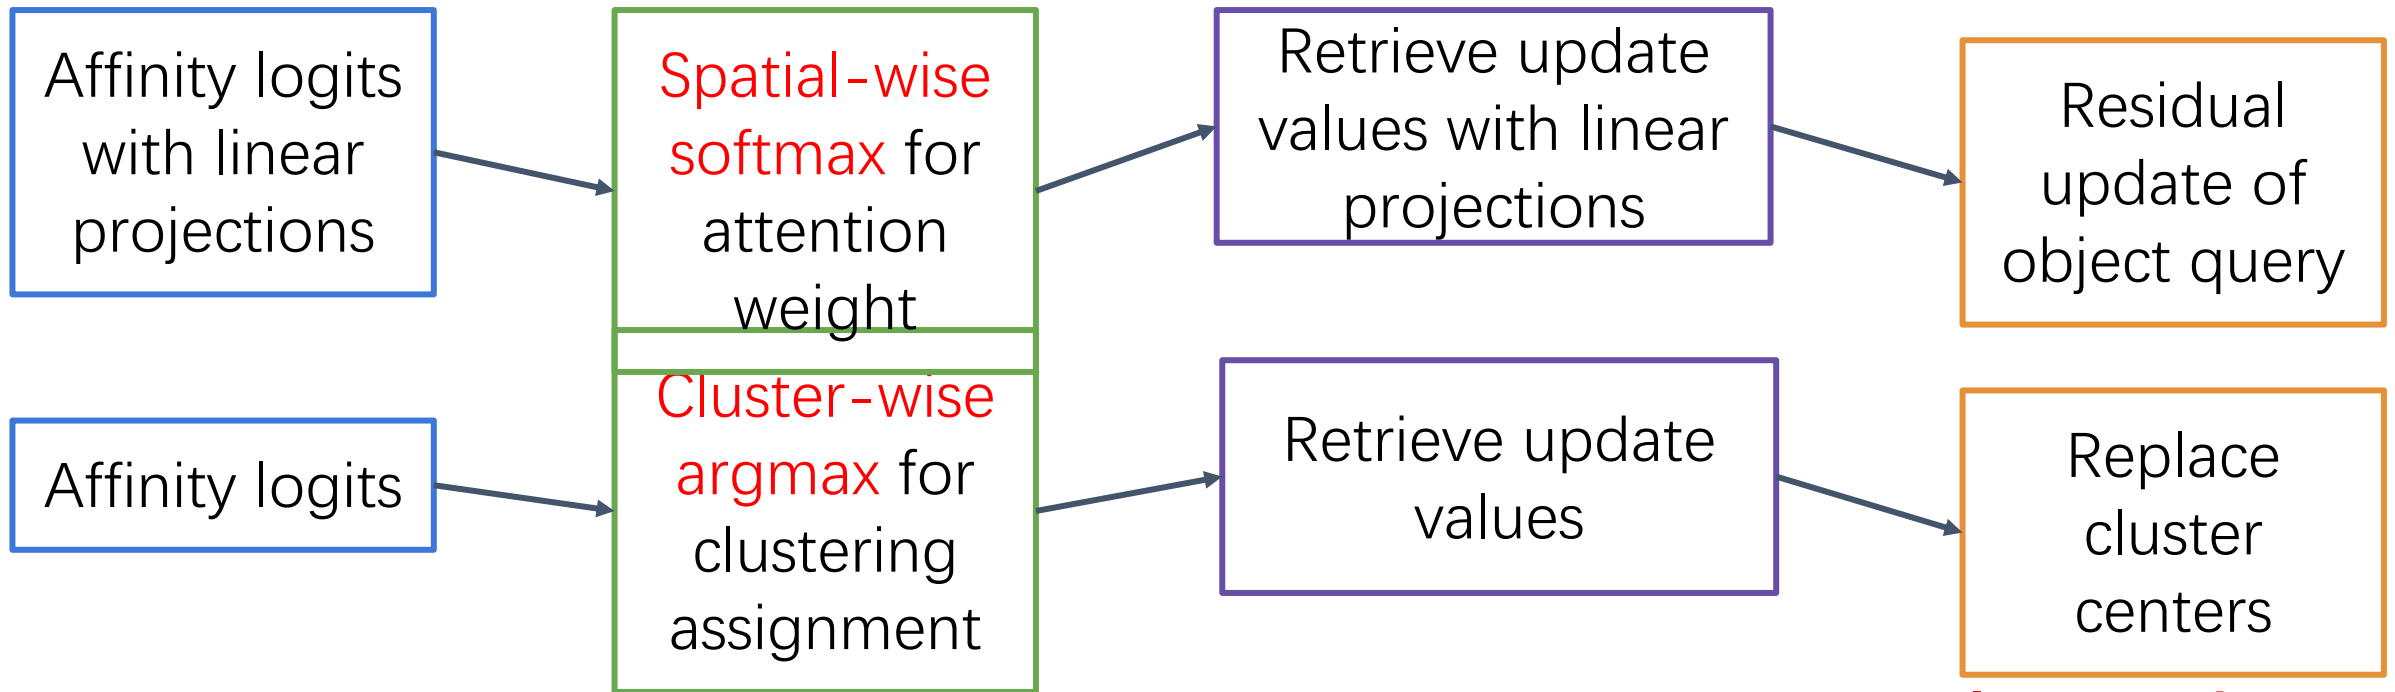 Affinity logits
with linear
projections
Spatial-wise
softmax for
attention
weight
Retrieve update
values with linear
projections
Residual
update of
object query
Affinity logits
Cluster-wise
argmax for
clustering
assignment
Retrieve update
values
Replace
cluster
centers